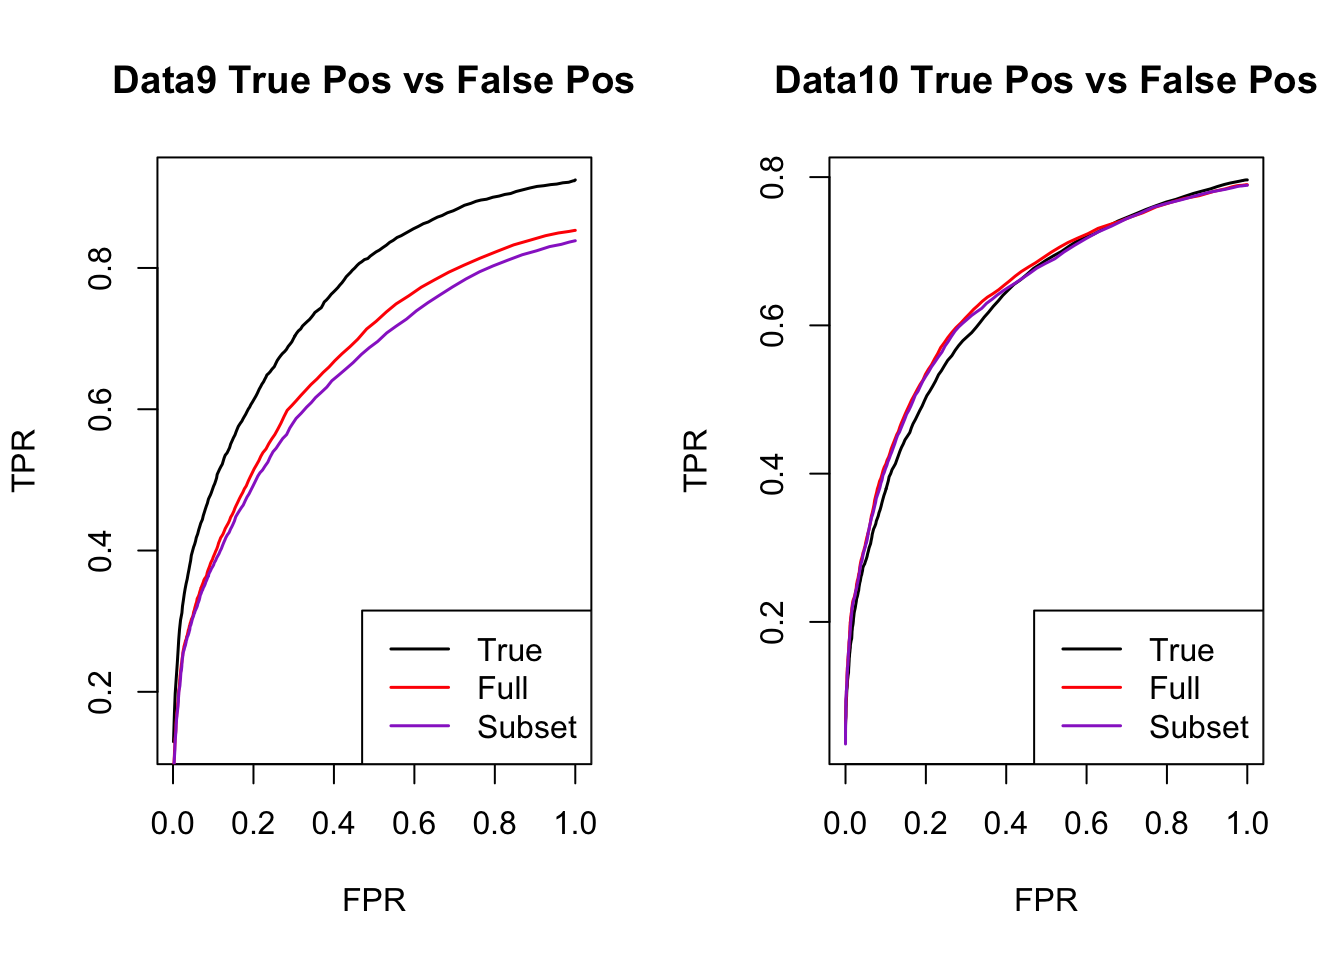 Data9 True Pos vs False Pos
TPR
0.2
0.4
0.6
0.8
0.0 0.2 0.4 0.6 0.8 1.0
FPR
True
Full
Subset
Data10 True Pos vs False Pos
TPR
0.2
0.4
0.6
0.8
0.0 0.2 0.4 0.6 0.8 1.0
FPR
True
Full
Subset